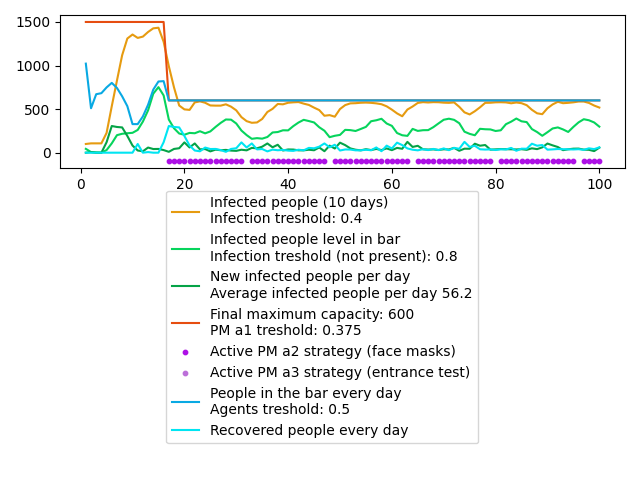 1500
1000
500
0
0
20
40
60
80
100
Infected people (10 days)
Infection treshold: 0.4
Infected people level in bar
Infection treshold (not present): 0.8
New infected people per day
Average infected people per day 56.2
Final maximum capacity: 600
PM a1 treshold: 0.375
Active PM a2 strategy (face masks)
Active PM a3 strategy (entrance test)
People in the bar every day
Agents treshold: 0.5
Recovered people every day